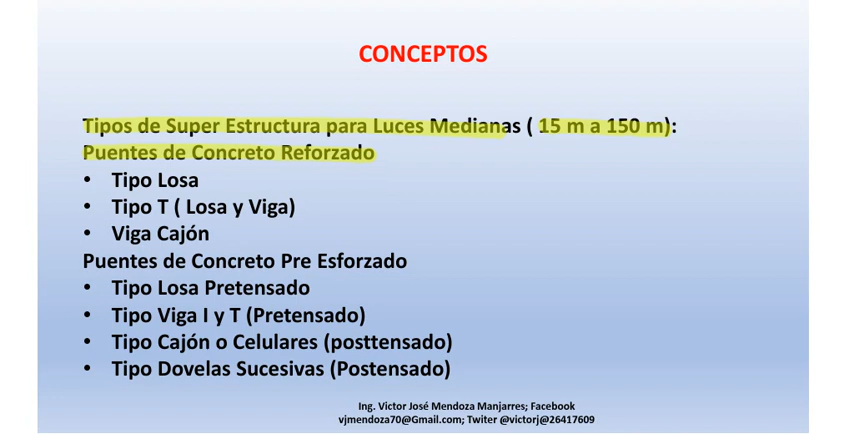 CONCEPTOS
Tipos de Super Estructura para Luces Medianas ( 15 m a 150 m):
Puentes de Concreto Reforzado
• Tipo Losa
• Tipo T ( Losa y Viga)
• Viga Cajón
Puentes de Concreto Pre Esforzado
• Tipo Losa Pretensado
• Tipo Viga I y T (Pretensado)
• Tipo Cajón o Celulares (posttensado)
• Tipo Dovelas Sucesivas (Postensado)
Ing. Victor José Mendoza Manjarres; Facebook
vjmendoza70@Gmail.com; Twiter @victorj@26417609